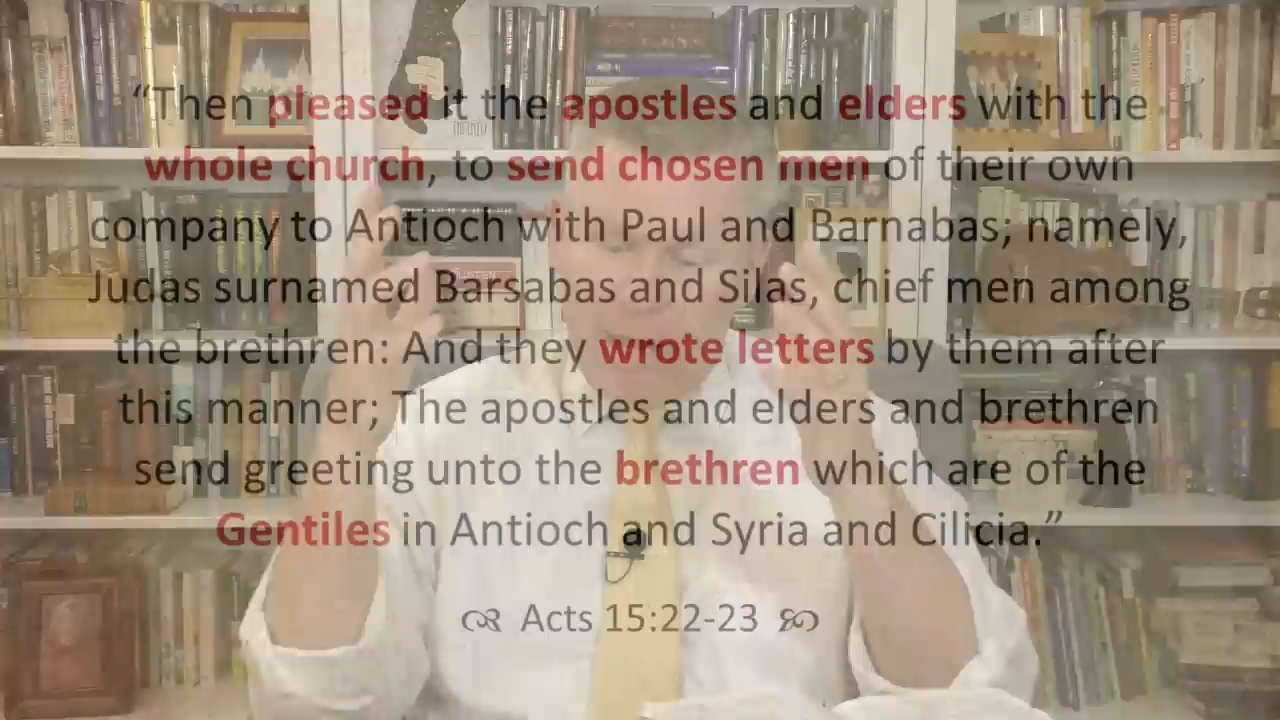 “Then pleased it the apostles and elders with the
whole church, to send chosen men of their own
company to Antioch with Paul and Barnabas; namely,
Judas surnamed Barsabas and Silas, chief men among
the brethren: And they wrote letters by them after
this manner; The apostles and elders and brethren
send greeting unto the brethren which are of the
Gentiles in Antioch and Syria and Cilicia.”
Acts 15:22-23